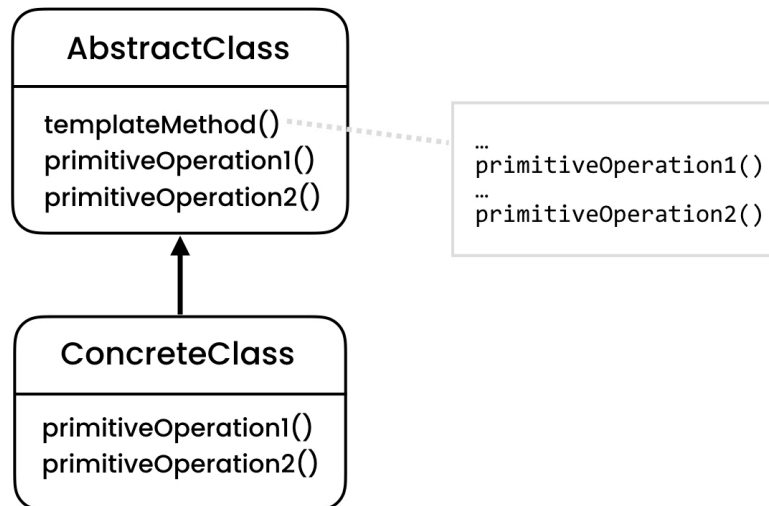 AbstractClass
templateMethod()
primitiveOperation1()
primitiveOperation2()
…
primitiveOperation1()
…
primitiveOperation2()
ConcreteClass
primitiveOperation1()
primitiveOperation2()